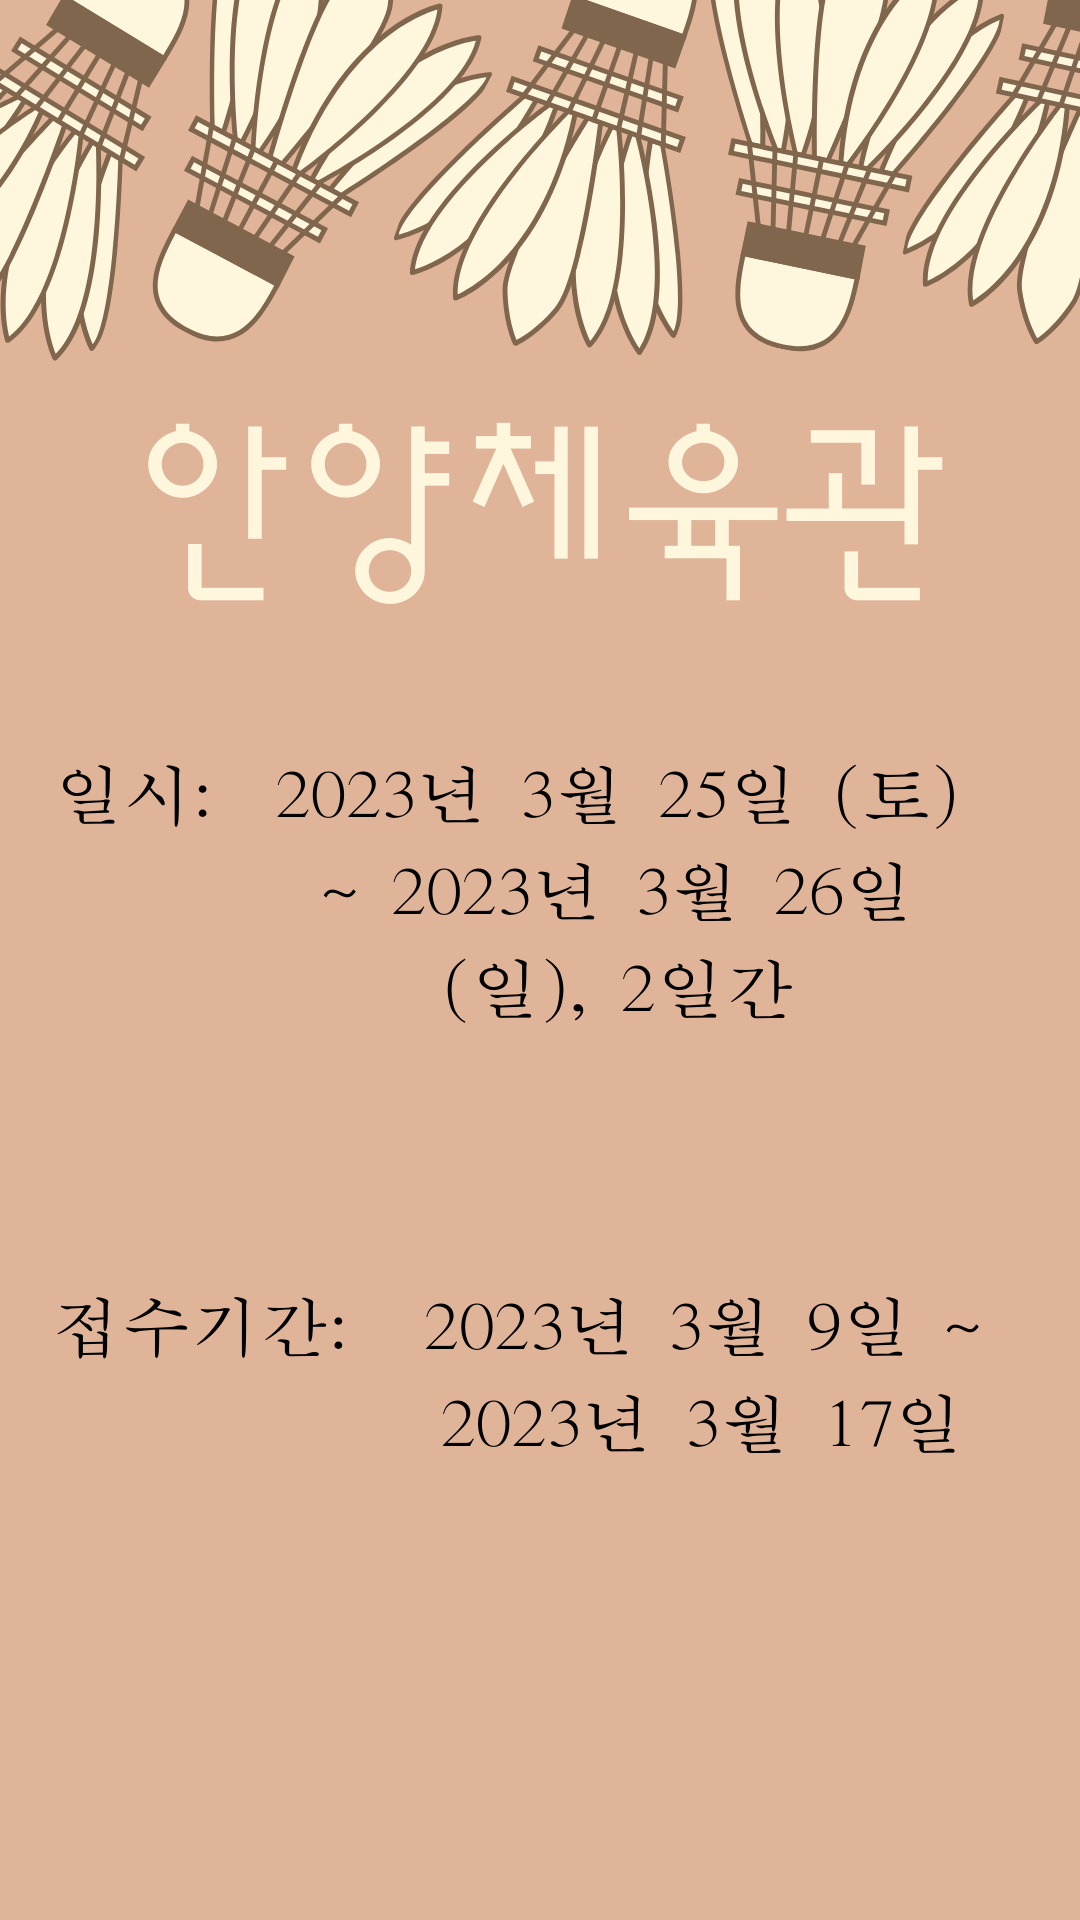 안양체육관
일시: 2023년 3월 25일 (토)
~ 2023년 3월 26일
(일), 2일간
접수기간: 2023년 3월 9일 ~
2023년 3월 17일